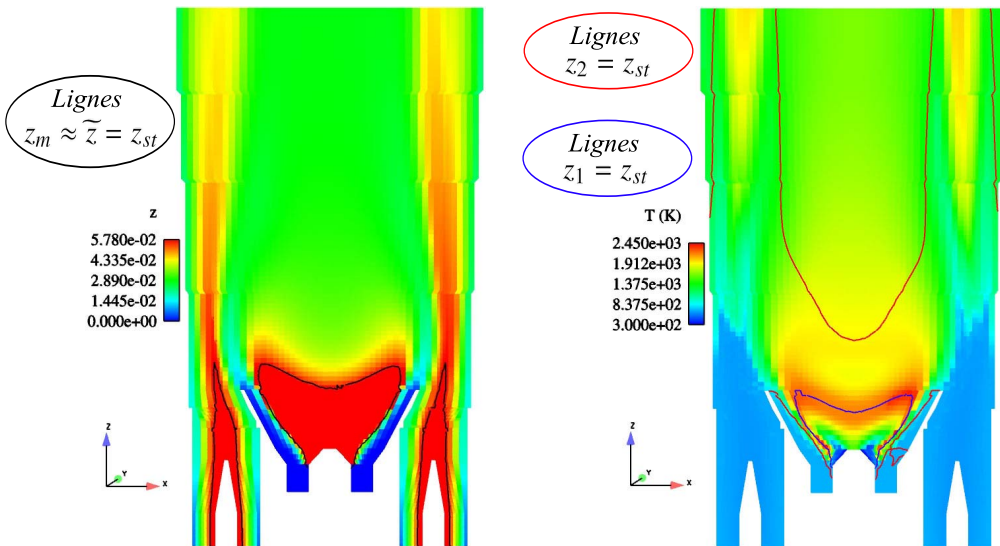 Lignes
z_m ≈ z̃ = z_st
z
5.780e-02
4.335e-02
2.890e-02
1.445e-02
0.000e+00
Z
Y
X
Lignes
z_2 = z_st
Lignes
z_1 = z_st
T (K)
2.450e+03
1.912e+03
1.375e+03
8.375e+02
3.000e+02
Z
Y
X